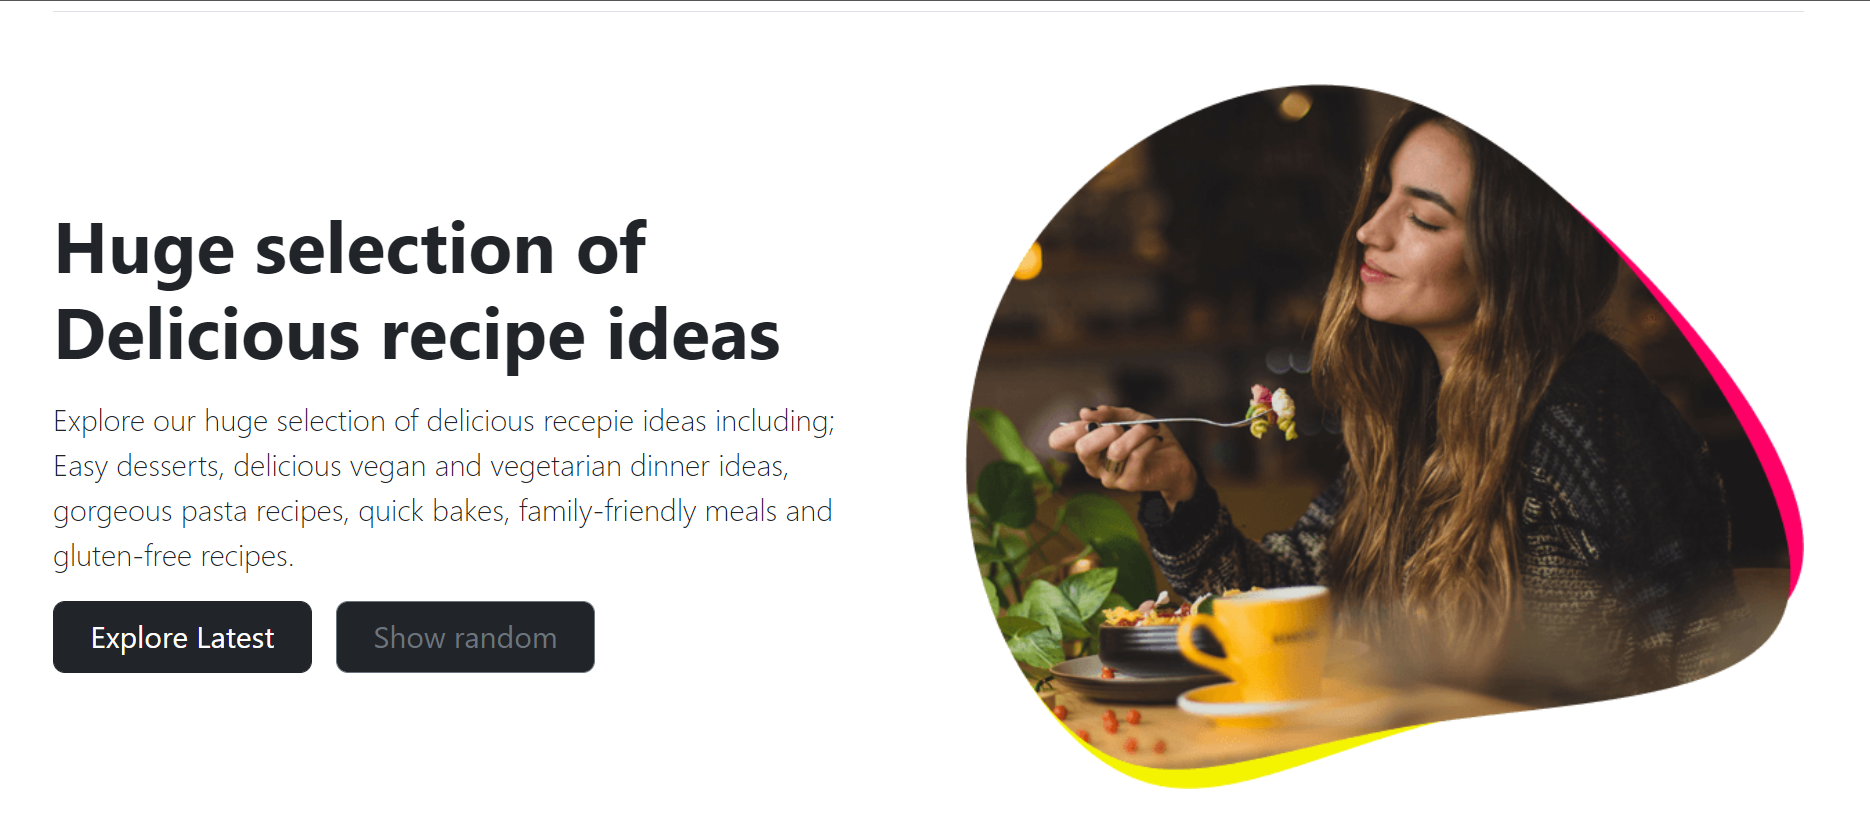 Huge selection of
Delicious recipe ideas
Explore our huge selection of delicious recepie ideas including;
Easy desserts, delicious vegan and vegetarian dinner ideas,
gorgeous pasta recipes, quick bakes, family-friendly meals and
gluten-free recipes.
Explore Latest
Show random